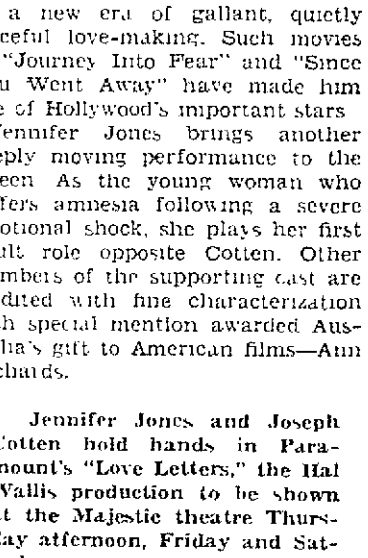 a new era of gallant, quietly
ceful love-making. Such movies
"Journey Into Fear" and "Since
u Went Away" have made him
e of Hollywood's important stars
ennifer Jones brings another
eply moving performance to the
een As the young woman who
ffers amnesia following a severe
otional shock, she plays her first
ult role opposite Cotten. Other
mbers of the supporting cast are
edited with fine characterization
th special mention awarded Aus-
lia's gift to American films—Ann
chards.
Jennifer Jones and Joseph
Cotten hold hands in Para-
mount's "Love Letters," the Hal
Wallis production to be shown
at the Majestic theatre Thurs-
day afternoon, Friday and Sat-